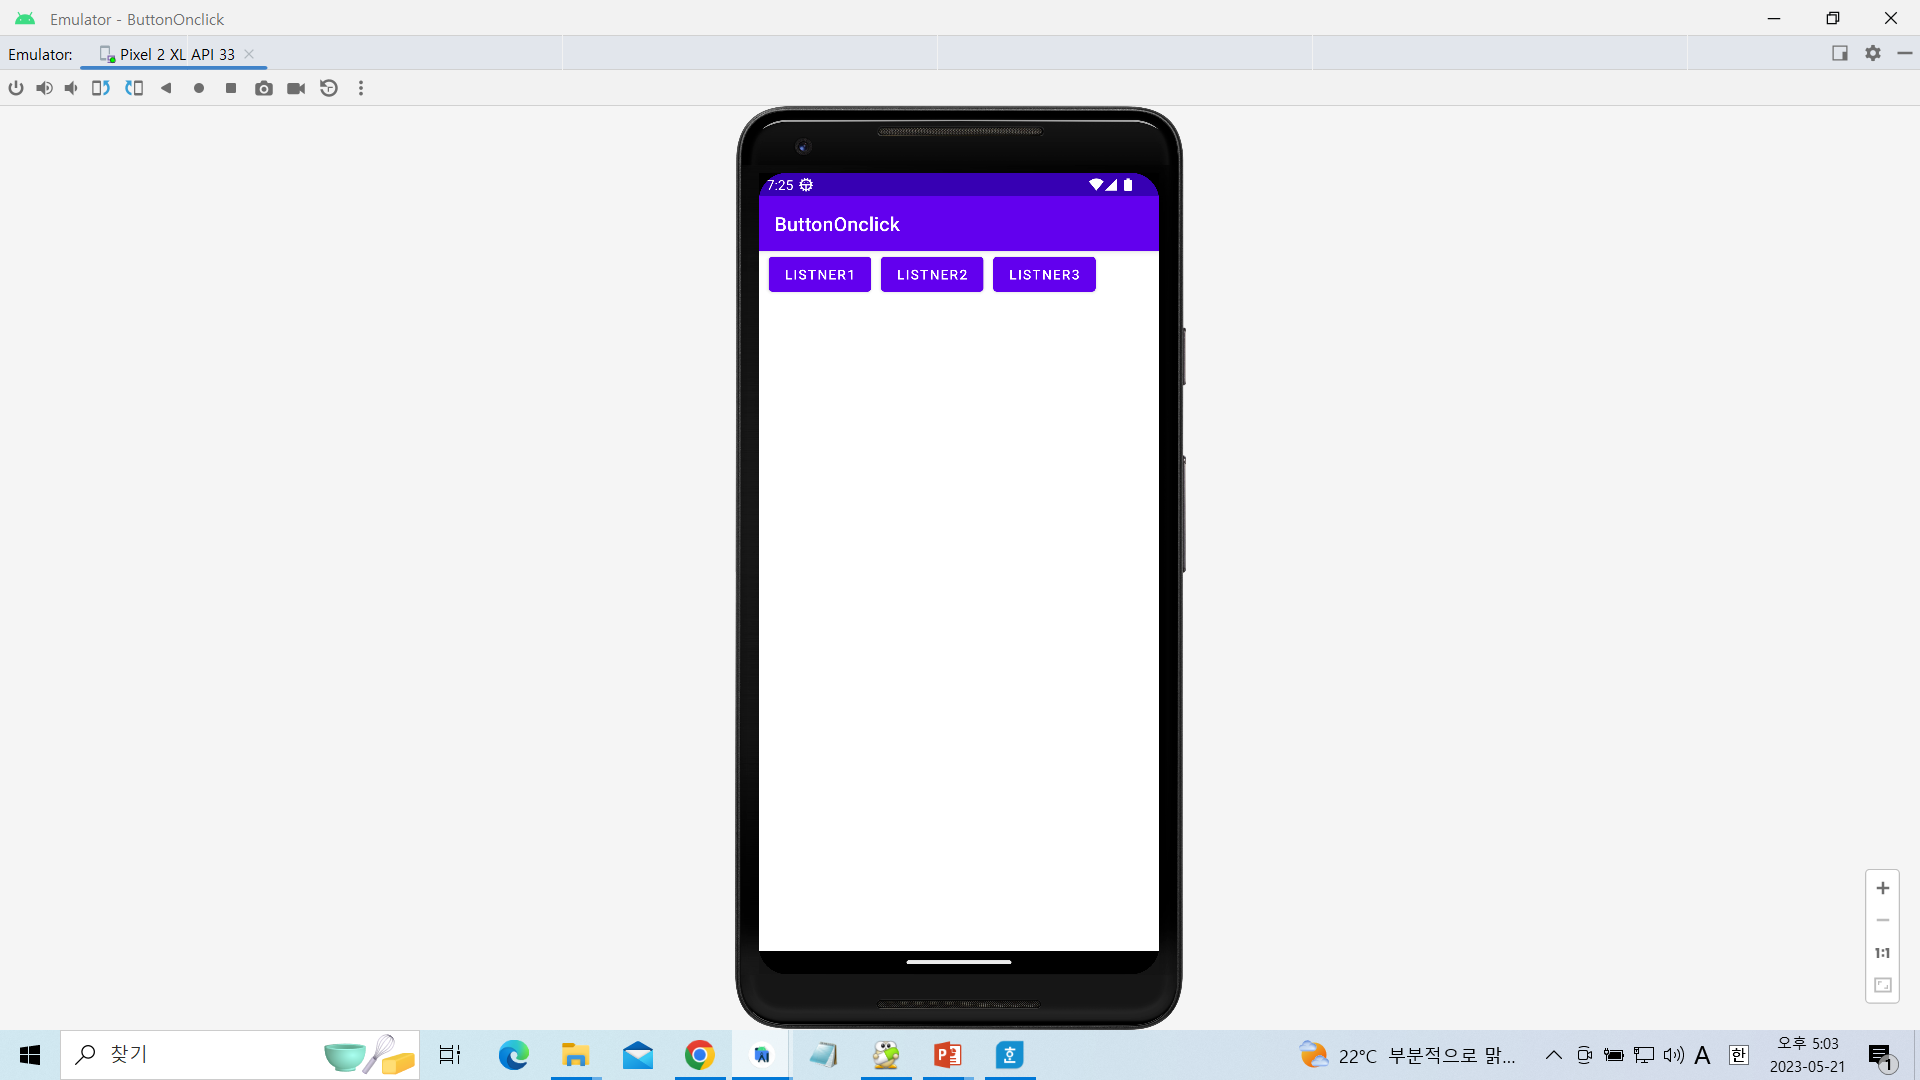 Emulator - ButtonOnclick
Emulator: Pixel 2 XL API 33
7:25
ButtonOnclick
LISTNER1 LISTNER2 LISTNER3
1:1
찾기
22°C 부분적으로 맑...
A
한
오후 5:03
2023-05-21
1